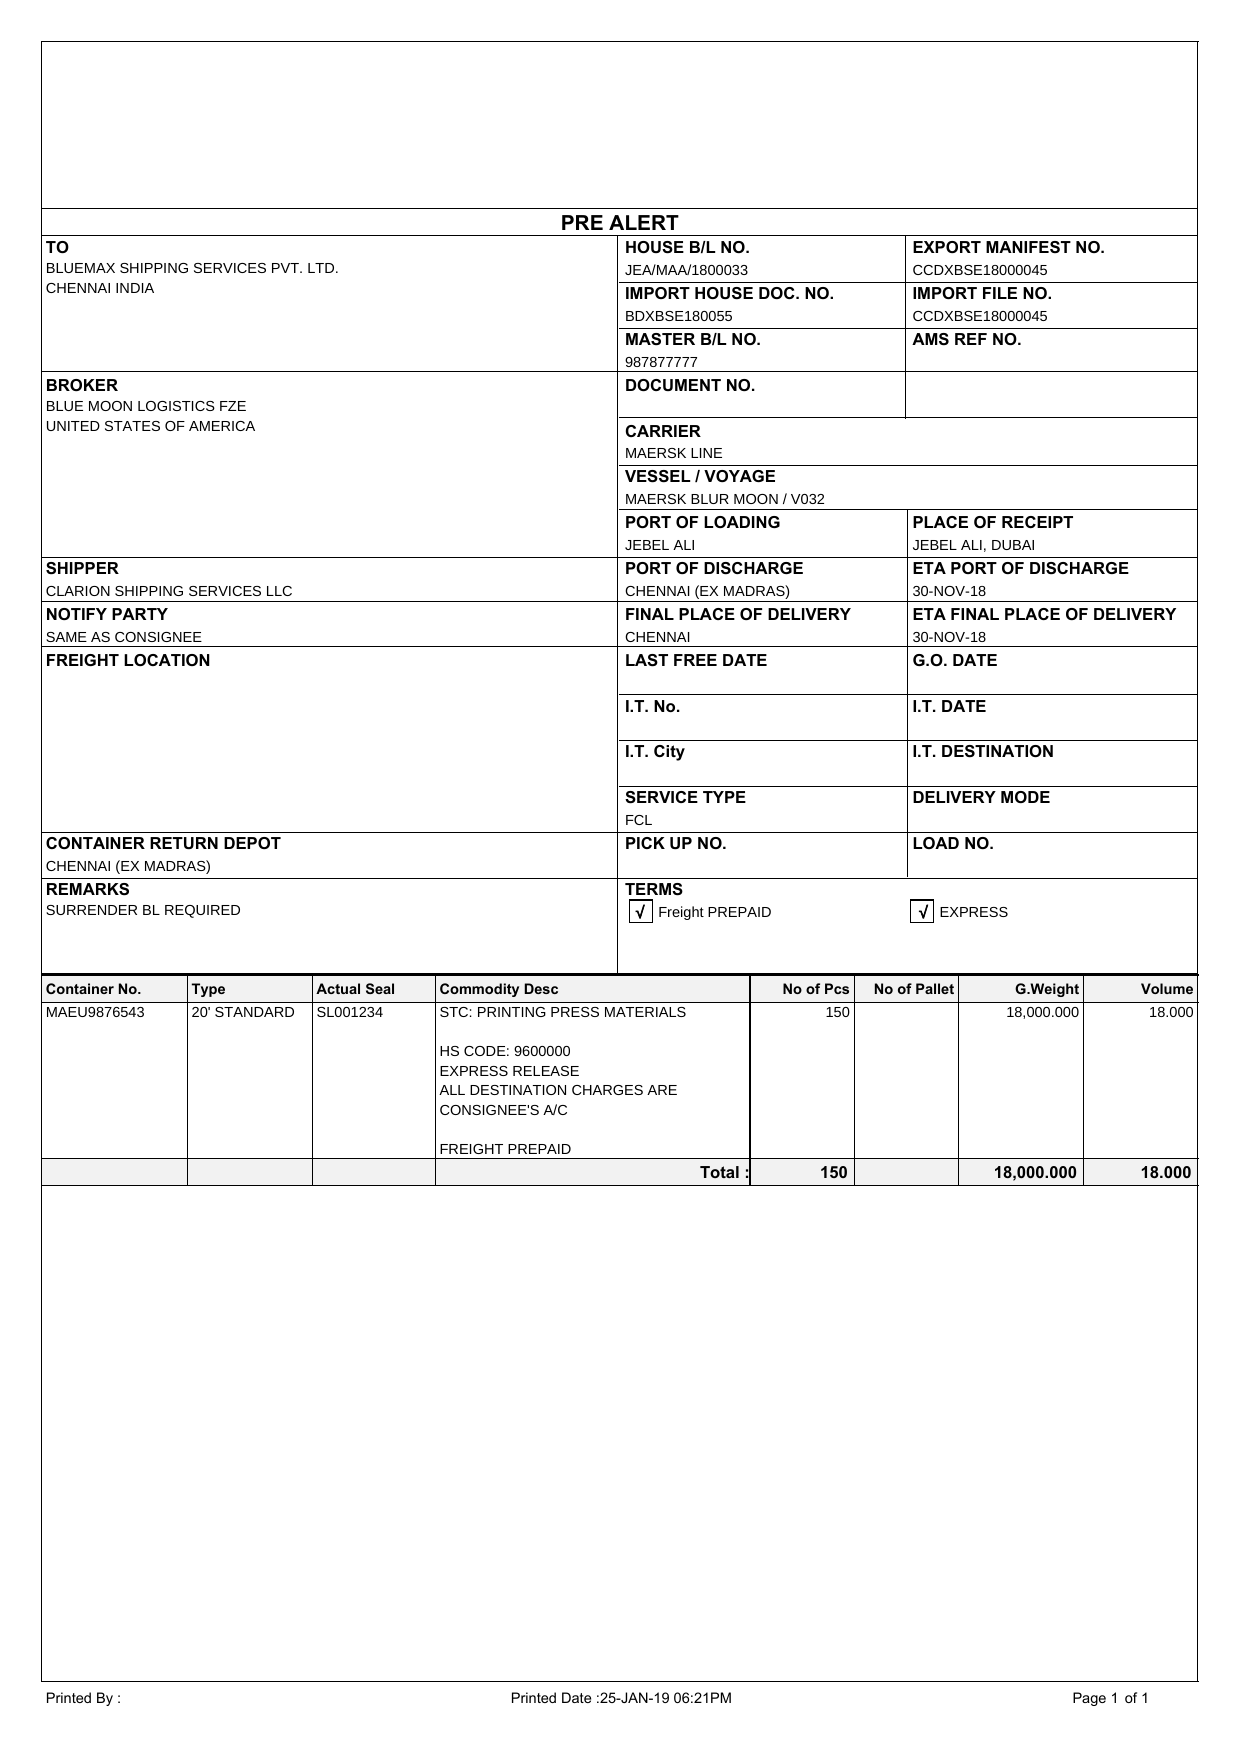 PRE ALERT
TO
BLUEMAX SHIPPING SERVICES PVT. LTD.
CHENNAI INDIA
HOUSE B/L NO.
JEA/MAA/1800033
EXPORT MANIFEST NO.
CCDXBSE18000045
IMPORT HOUSE DOC. NO.
BDXBSE180055
IMPORT FILE NO.
CCDXBSE18000045
MASTER B/L NO.
987877777
AMS REF NO.
BROKER
BLUE MOON LOGISTICS FZE
UNITED STATES OF AMERICA
DOCUMENT NO.
CARRIER
MAERSK LINE
VESSEL / VOYAGE
MAERSK BLUR MOON / V032
PORT OF LOADING
JEBEL ALI
PLACE OF RECEIPT
JEBEL ALI, DUBAI
SHIPPER
CLARION SHIPPING SERVICES LLC
PORT OF DISCHARGE
CHENNAI (EX MADRAS)
ETA PORT OF DISCHARGE
30-NOV-18
NOTIFY PARTY
SAME AS CONSIGNEE
FINAL PLACE OF DELIVERY
CHENNAI
ETA FINAL PLACE OF DELIVERY
30-NOV-18
FREIGHT LOCATION
LAST FREE DATE
G.O. DATE
I.T. No.
I.T. DATE
I.T. City
I.T. DESTINATION
SERVICE TYPE
FCL
DELIVERY MODE
CONTAINER RETURN DEPOT
CHENNAI (EX MADRAS)
PICK UP NO.
LOAD NO.
REMARKS
SURRENDER BL REQUIRED
TERMS
√ Freight PREPAID
√ EXPRESS
Container No. Type Actual Seal Commodity Desc No of Pcs No of Pallet G.Weight Volume
MAEU9876543 20' STANDARD SL001234 STC: PRINTING PRESS MATERIALS 150 18,000.000 18.000
HS CODE: 9600000
EXPRESS RELEASE
ALL DESTINATION CHARGES ARE
CONSIGNEE'S A/C
FREIGHT PREPAID
Total : 150 18,000.000 18.000
Printed By : Printed Date :25-JAN-19 06:21PM Page 1 of 1